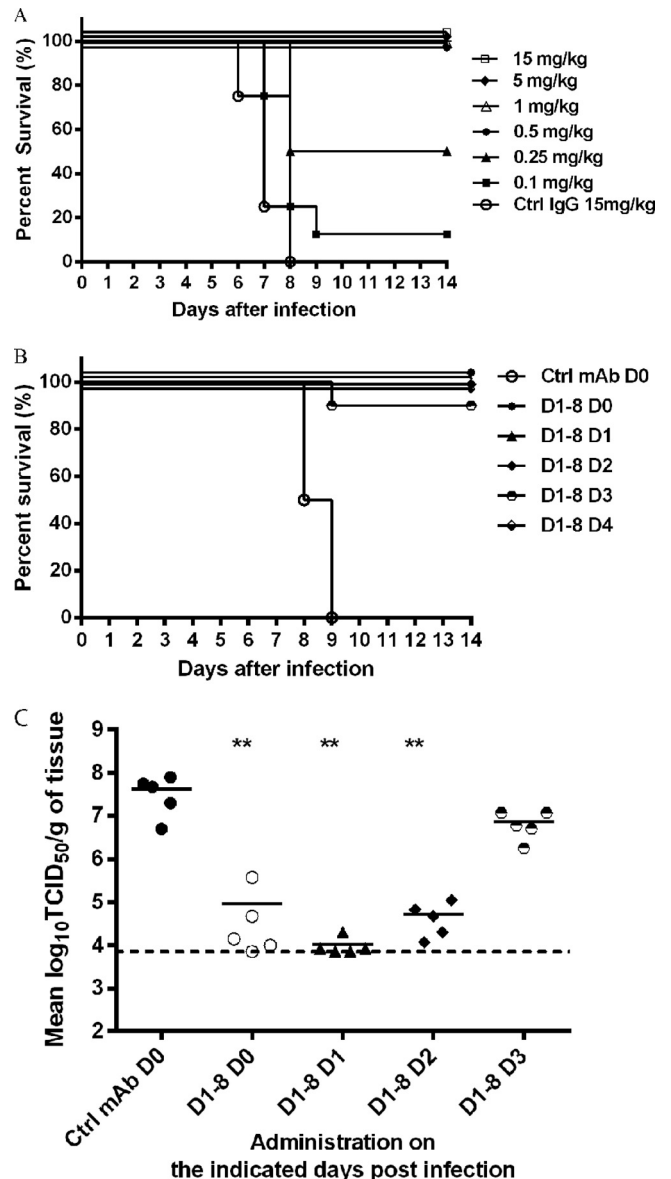 A
Percent Survival (%)
100
80
60
40
20
0
0 1 2 3 4 5 6 7 8 9 10 11 12 13 14
Days after infection
15 mg/kg
5 mg/kg
1 mg/kg
0.5 mg/kg
0.25 mg/kg
0.1 mg/kg
Ctrl IgG 15mg/kg
B
Percent survival (%)
100
80
60
40
20
0
0 1 2 3 4 5 6 7 8 9 10 11 12 13 14
Days after infection
Ctrl mAb D0
D1-8 D0
D1-8 D1
D1-8 D2
D1-8 D3
D1-8 D4
C
Mean log10TCID50/g of tissue
9
8
7
6
5
4
3
2
** ** **
Ctrl mAb D0
D1-8 D0
D1-8 D1
D1-8 D2
D1-8 D3
Administration on
the indicated days post infection